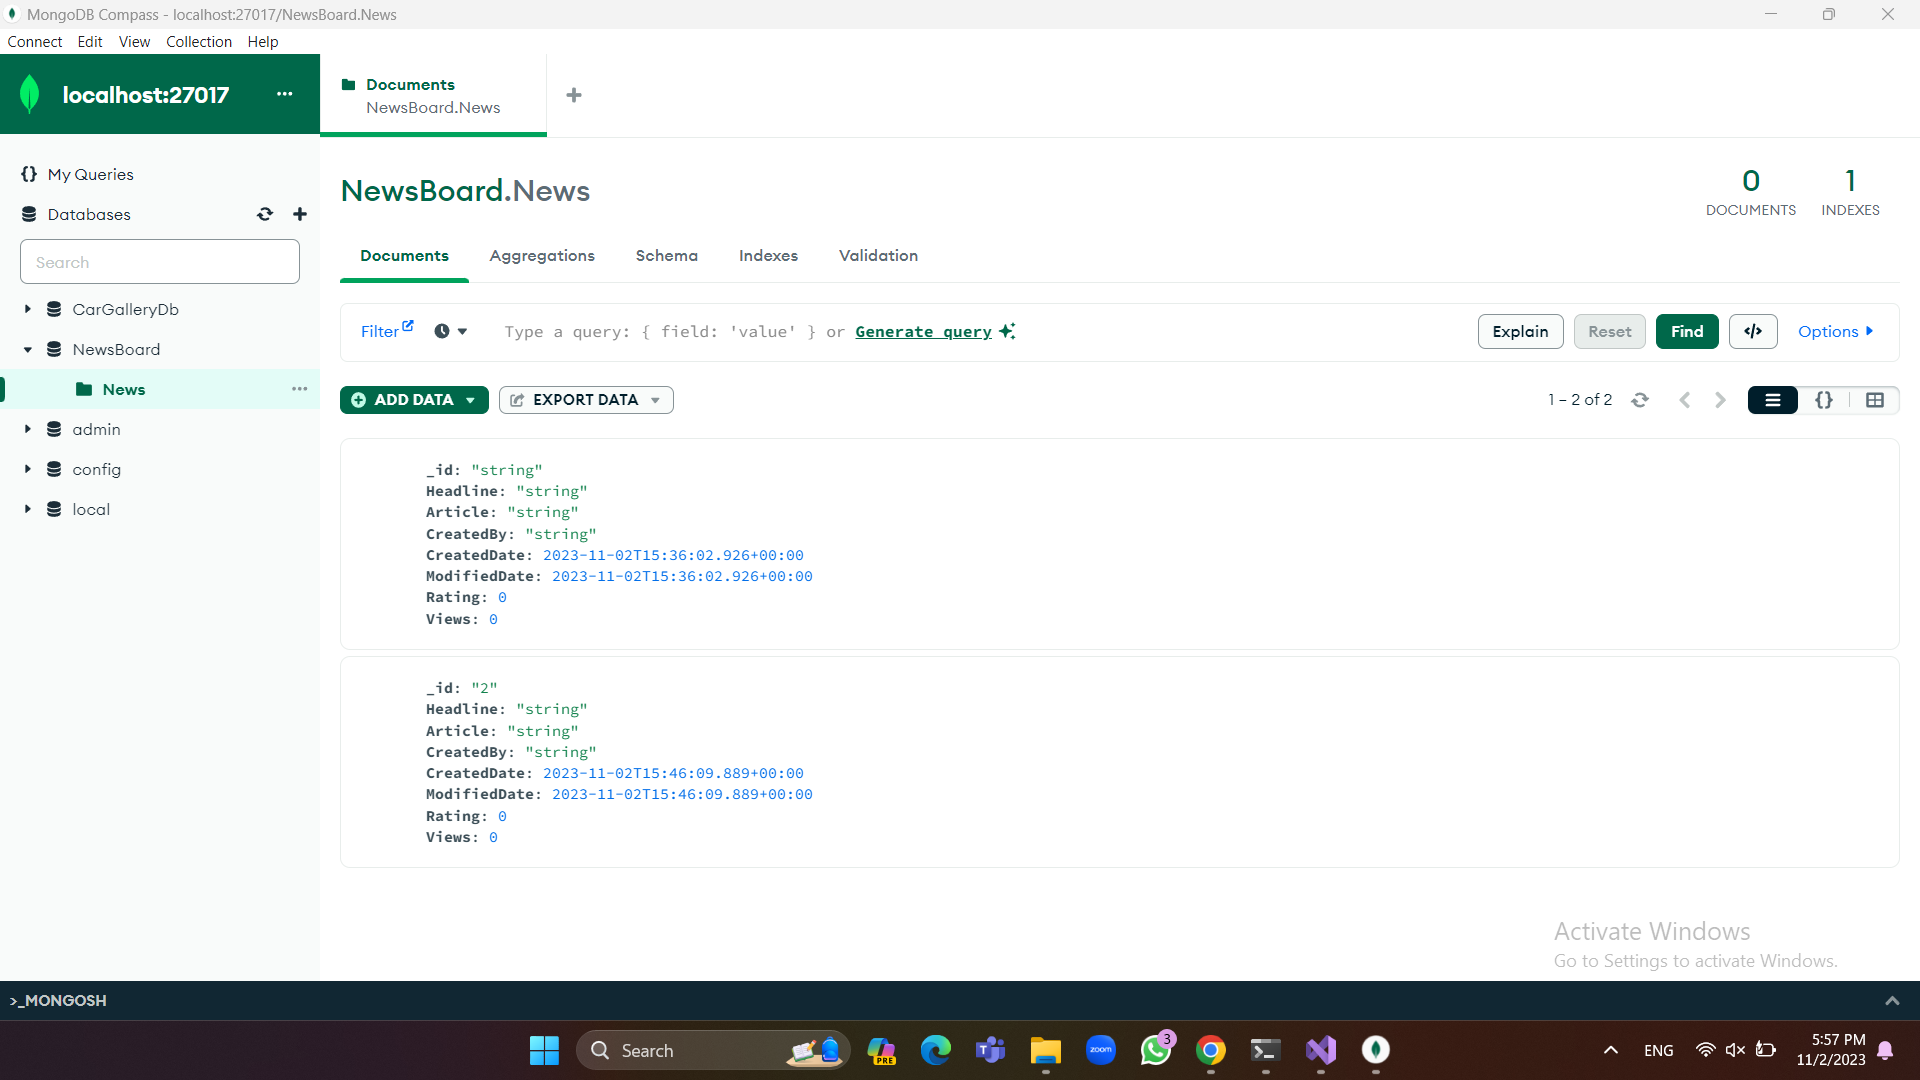 MongoDB Compass - localhost:27017/NewsBoard.News
Connect Edit View Collection Help
localhost:27017 ...
Documents
NewsBoard.News
My Queries
Databases
Search
CarGalleryDb
NewsBoard
News
admin
config
local
NewsBoard.News
0
DOCUMENTS
1
INDEXES
Documents Aggregations Schema Indexes Validation
Filter Type a query: { field: 'value' } or Generate query Explain Reset Find </> Options
ADD DATA EXPORT DATA 1 – 2 of 2 {}
_id: "string"
Headline: "string"
Article: "string"
CreatedBy: "string"
CreatedDate: 2023-11-02T15:36:02.926+00:00
ModifiedDate: 2023-11-02T15:36:02.926+00:00
Rating: 0
Views: 0
_id: "2"
Headline: "string"
Article: "string"
CreatedBy: "string"
CreatedDate: 2023-11-02T15:46:09.889+00:00
ModifiedDate: 2023-11-02T15:46:09.889+00:00
Rating: 0
Views: 0
Activate Windows
Go to Settings to activate Windows.
>_MONGOSH
Search
PRE
zoom
3
ENG
5:57 PM
11/2/2023